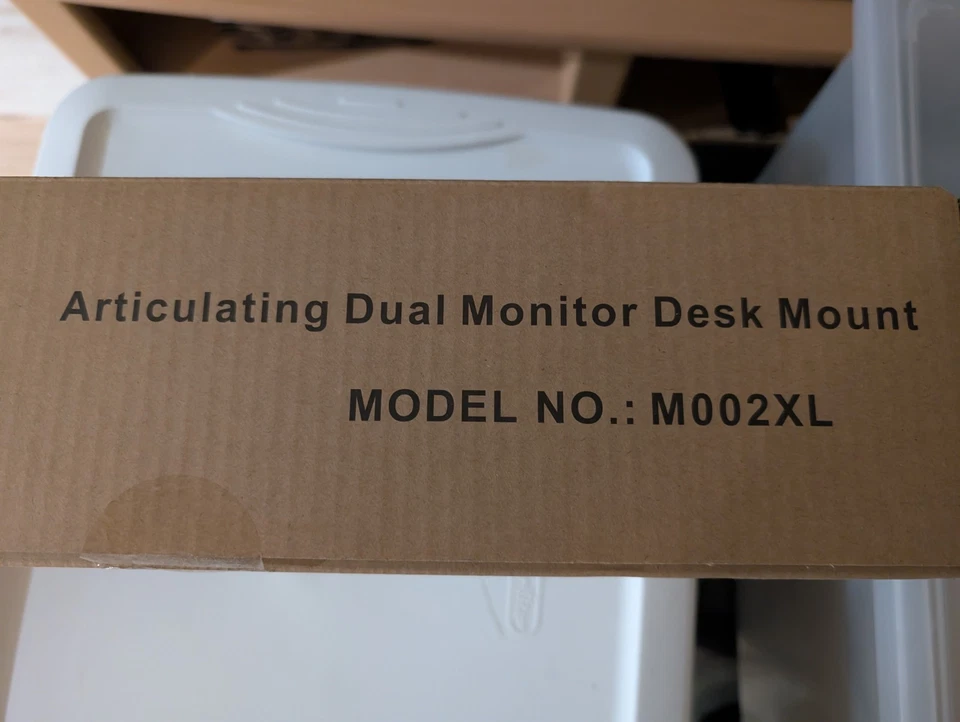 Articulating Dual Monitor Desk Mount
MODEL NO.: M002XL